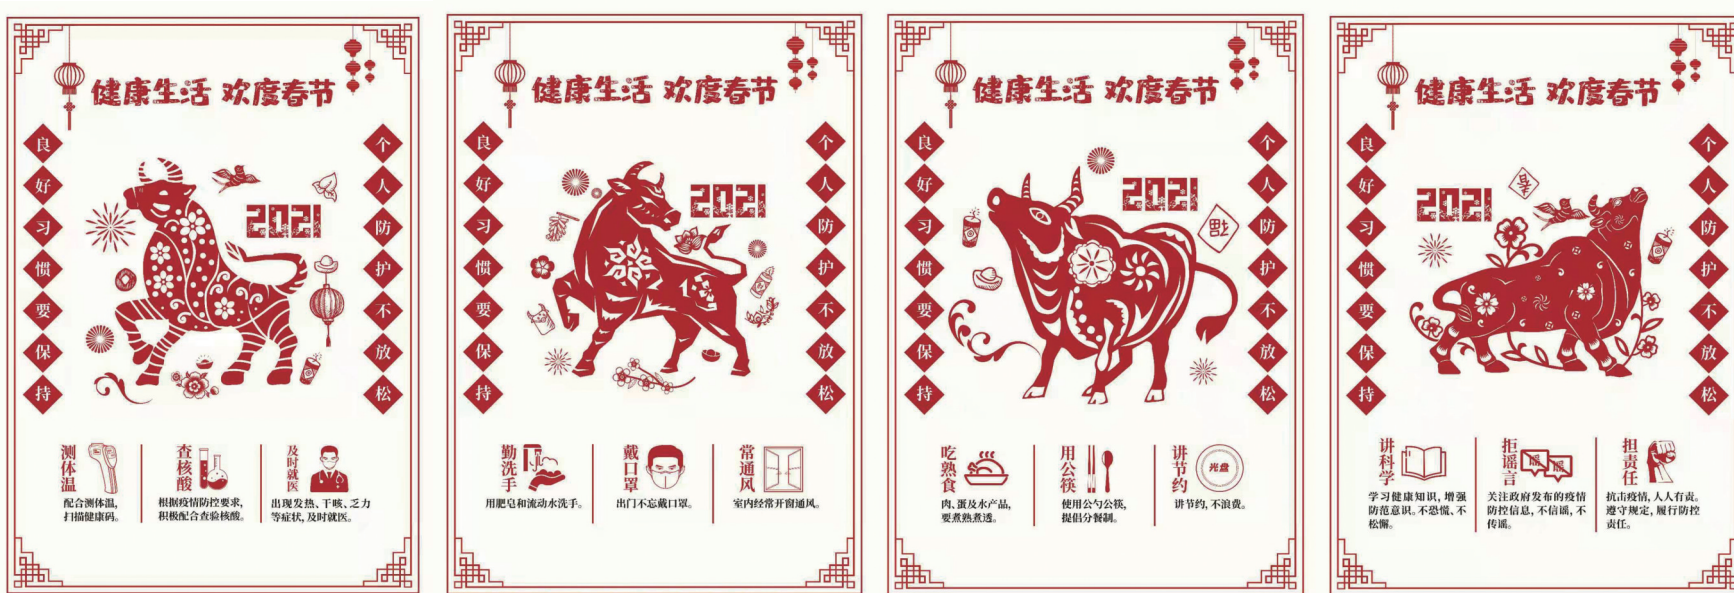 健康生活 欢度春节
良好习惯要保持
个人防护不放松
2021
测体温
配合测体温,
扫描健康码。
查核酸
根据疫情防控要求,
积极配合查验核酸。
及时就医
出现发热、干咳、乏力
等症状,及时就医。
健康生活 欢度春节
良好习惯要保持
个人防护不放松
2021
勤洗手
用肥皂和流动水洗手。
戴口罩
出门不忘戴口罩。
常通风
室内经常开窗通风。
健康生活 欢度春节
良好习惯要保持
个人防护不放松
2021
福
吃熟食
肉、蛋及水产品,
要煮熟煮透。
用公筷
使用公勺公筷,
提倡分餐制。
讲节约
光盘
讲节约,不浪费。
健康生活 欢度春节
良好习惯要保持
个人防护不放松
2021
春
讲科学
学习健康知识,增强
防范意识。不恐慌、不
松懈。
拒谣言
谣
谣
关注政府发布的疫情
防控信息,不信谣,不
传谣。
担责任
抗击疫情,人人有责。
遵守规定,履行防控
责任。